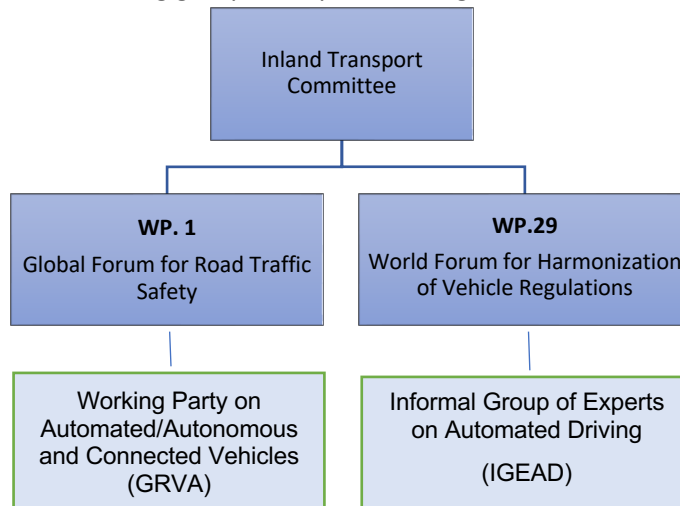 Inland Transport
Committee
WP. 1
Global Forum for Road Traffic
Safety
WP.29
World Forum for Harmonization
of Vehicle Regulations
Working Party on
Automated/Autonomous
and Connected Vehicles
(GRVA)
Informal Group of Experts
on Automated Driving
(IGEAD)